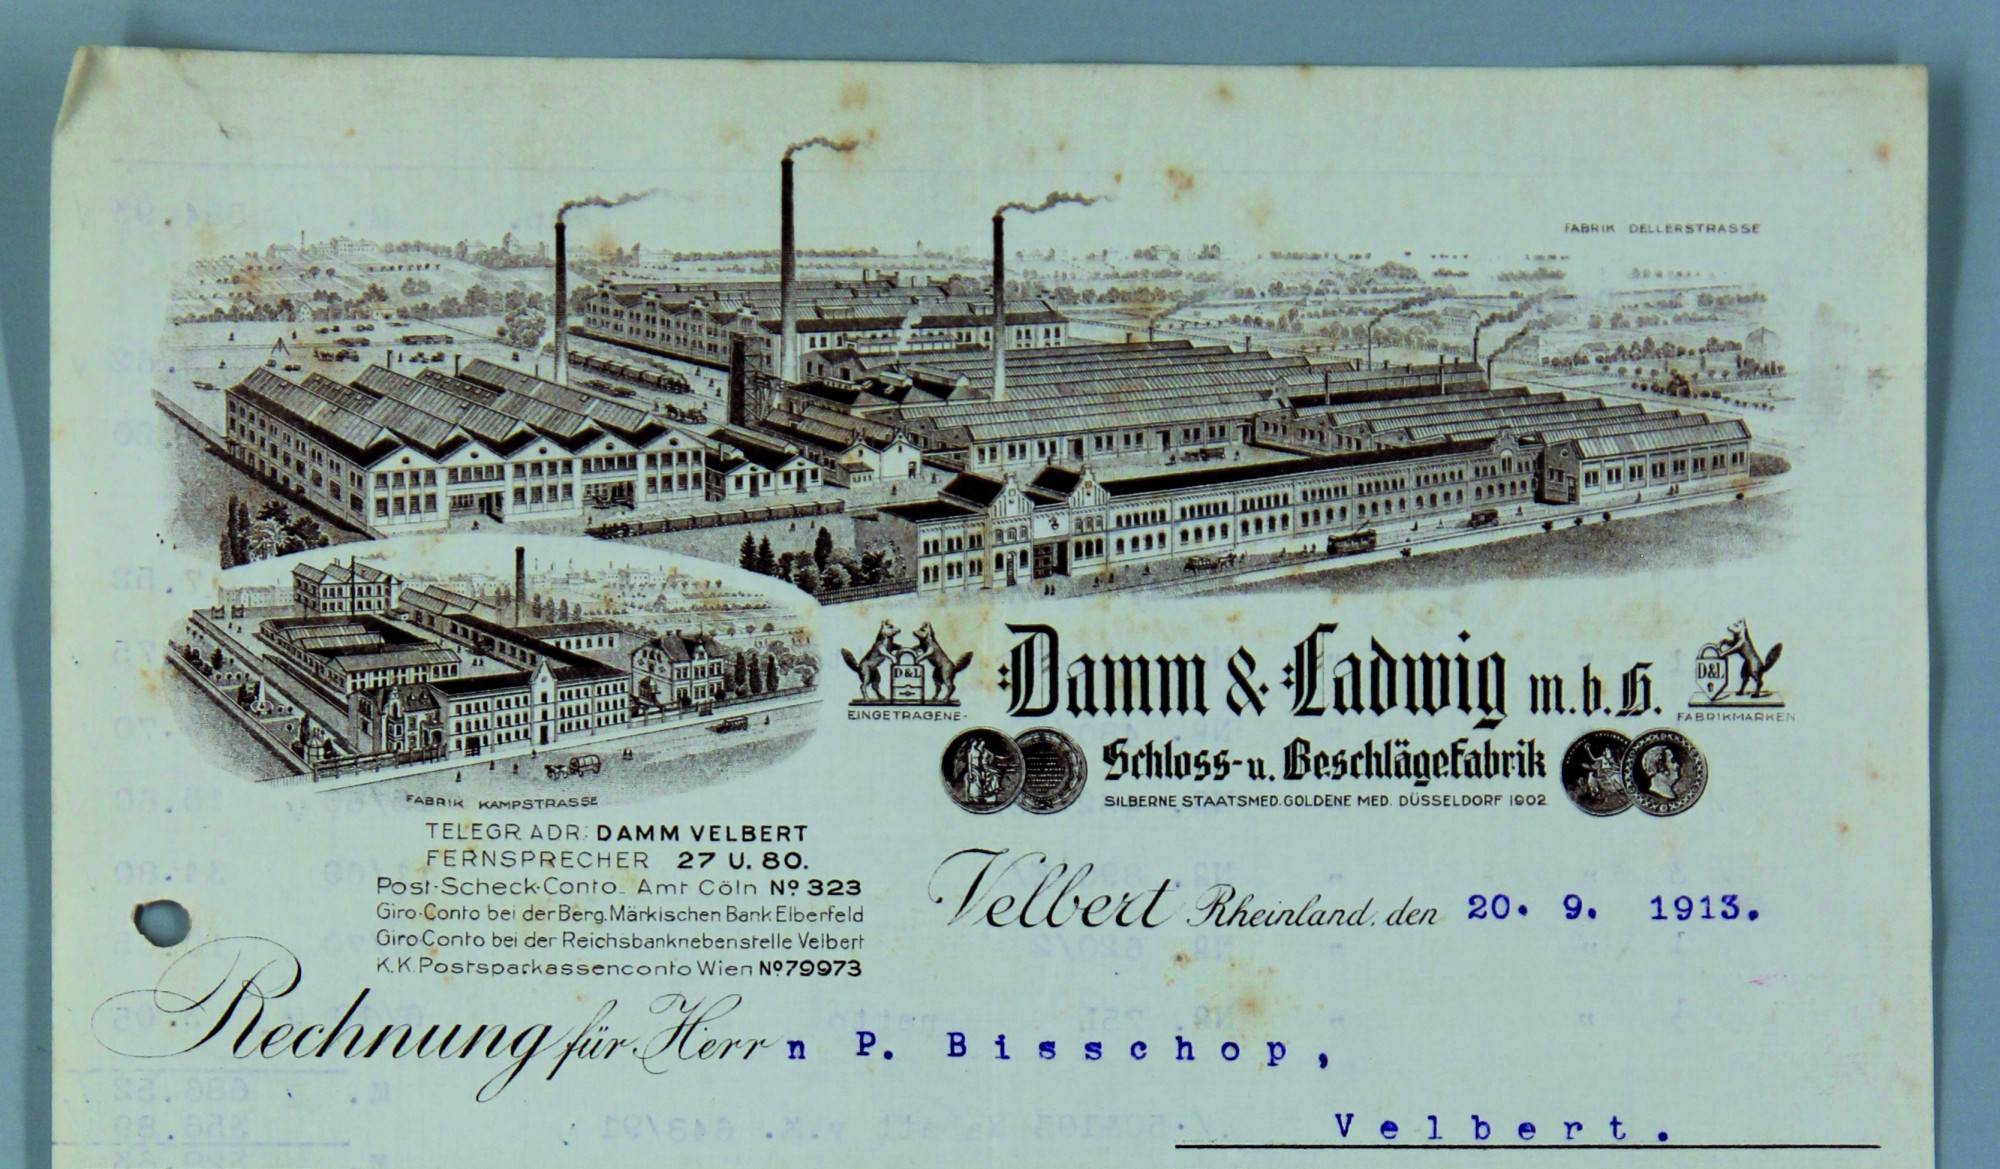 FABRIK DELLERSTRASSE
D&L
D&L
Damm & Ladwig m.b.H.
EINGETRAGENE-
FABRIKMARKEN
Schloss- u. Beschlägefabrik
SILBERNE STAATSMED. GOLDENE MED. DÜSSELDORF 1902
FABRIK KAMPSTRASSE
TELEGR. ADR.: DAMM VELBERT
FERNSPRECHER 27 U. 80.
Post-Scheck-Conto. Amt Cöln Nº 323
Giro-Conto bei der Berg. Märkischen Bank Elberfeld
Giro-Conto bei der Reichsbanknebenstelle Velbert
K.K. Postsparkassenconto Wien Nº 79973
Velbert Rheinland, den 20. 9. 1913.
Rechnung für Herr n P. Bisschop,
Velbert.